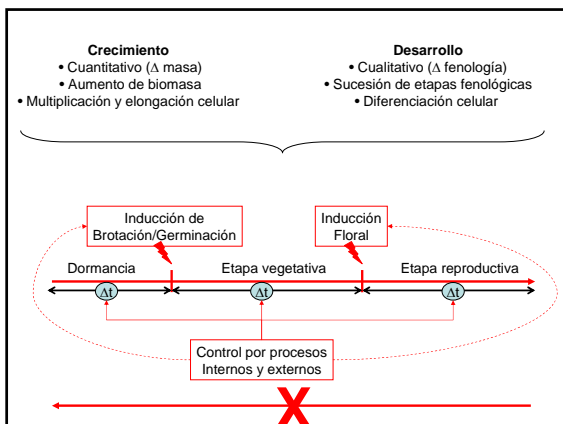 Crecimiento
• Cuantitativo (Δ masa)
• Aumento de biomasa
• Multiplicación y elongación celular
Desarrollo
• Cualitativo (Δ fenología)
• Sucesión de etapas fenológicas
• Diferenciación celular
Inducción de
Brotación/Germinación
Inducción
Floral
Dormancia
Etapa vegetativa
Etapa reproductiva
Δt
Δt
Δt
Control por procesos
Internos y externos
X